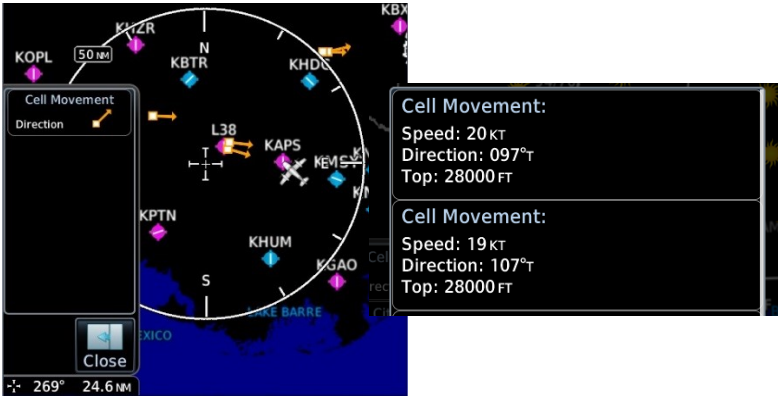 KHZR
KBX
50 NM
N
KOPL
KBTR
KHDC
Cell Movement
Direction
L38
KAPS
KMSY
E
KPTN
KHUM
KGAO
S
LAKE BARRE
EXICO
Close
269° 24.6 NM
Cell Movement:
Speed: 20 KT
Direction: 097°T
Top: 28000 FT
Cell Movement:
Speed: 19 KT
Direction: 107°T
Top: 28000 FT